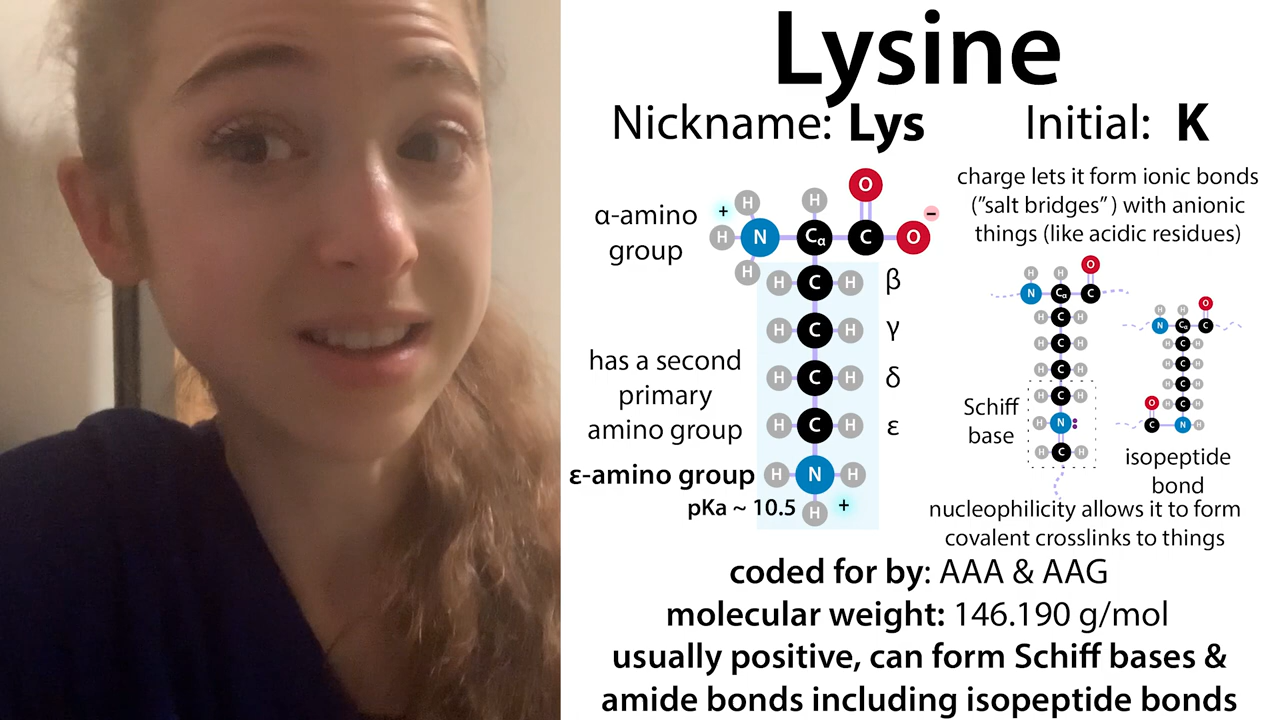 Lysine
Nickname: Lys
Initial: K
α-amino
group
H
+
H
N
H
H
Cα
C
O
O
−
H
C
H
β
H
C
H
γ
H
C
H
δ
H
C
H
ε
has a second
primary
amino group
ε-amino group
H
N
H
pKa ~ 10.5
H
+
charge lets it form ionic bonds
("salt bridges") with anionic
things (like acidic residues)
H
H
O
N
Cα
C
H
C
H
H
C
H
H
C
H
H
C
H
H
N
:
H
C
H
Schiff
base
H
H
O
N
Cα
C
H
C
H
H
C
H
H
C
H
O
H
C
H
C
N
H
isopeptide
bond
nucleophilicity allows it to form
covalent crosslinks to things
coded for by: AAA & AAG
molecular weight: 146.190 g/mol
usually positive, can form Schiff bases &
amide bonds including isopeptide bonds